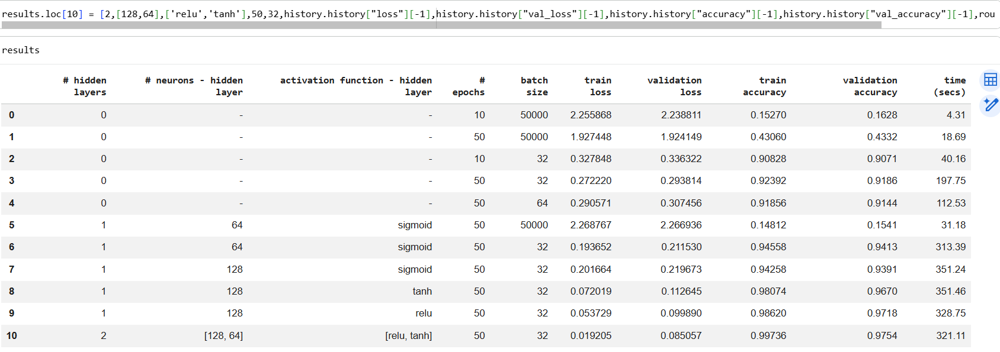 results.loc[10] = [2,[128,64],['relu','tanh'],50,32,history.history["loss"][-1],history.history["val_loss"][-1],history.history["accuracy"][-1],history.history["val_accuracy"][-1],rou
results
# hidden layers # neurons - hidden layer activation function - hidden layer # epochs batch size train loss validation loss train accuracy validation accuracy time (secs)
0 0 - - 10 50000 2.255868 2.238811 0.15270 0.1628 4.31
1 0 - - 50 50000 1.927448 1.924149 0.43060 0.4332 18.69
2 0 - - 10 32 0.327848 0.336322 0.90828 0.9071 40.16
3 0 - - 50 32 0.272220 0.293814 0.92392 0.9186 197.75
4 0 - - 50 64 0.290571 0.307456 0.91856 0.9144 112.53
5 1 64 sigmoid 50 50000 2.268767 2.266936 0.14812 0.1541 31.18
6 1 64 sigmoid 50 32 0.193652 0.211530 0.94558 0.9413 313.39
7 1 128 sigmoid 50 32 0.201664 0.219673 0.94258 0.9391 351.24
8 1 128 tanh 50 32 0.072019 0.112645 0.98074 0.9670 351.46
9 1 128 relu 50 32 0.053729 0.099890 0.98620 0.9718 328.75
10 2 [128, 64] [relu, tanh] 50 32 0.019205 0.085057 0.99736 0.9754 321.11